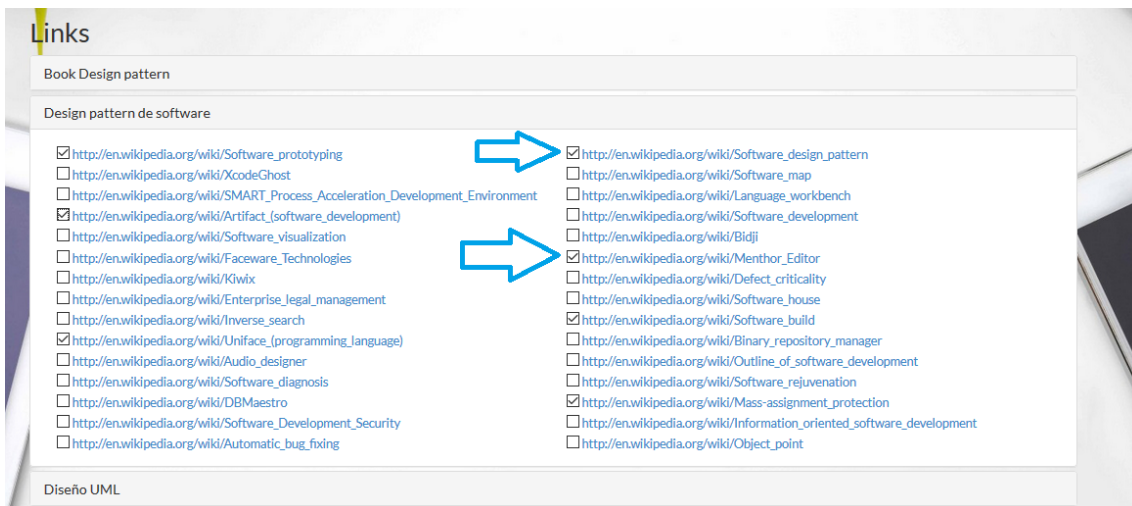 Links
Book Design pattern
Design pattern de software
http://en.wikipedia.org/wiki/Software_prototyping
http://en.wikipedia.org/wiki/XcodeGhost
http://en.wikipedia.org/wiki/SMART_Process_Acceleration_Development_Environment
http://en.wikipedia.org/wiki/Artifact_(software_development)
http://en.wikipedia.org/wiki/Software_visualization
http://en.wikipedia.org/wiki/Faceware_Technologies
http://en.wikipedia.org/wiki/Kiwix
http://en.wikipedia.org/wiki/Enterprise_legal_management
http://en.wikipedia.org/wiki/Inverse_search
http://en.wikipedia.org/wiki/Uniface_(programming_language)
http://en.wikipedia.org/wiki/Audio_designer
http://en.wikipedia.org/wiki/Software_diagnosis
http://en.wikipedia.org/wiki/DBMaestro
http://en.wikipedia.org/wiki/Software_Development_Security
http://en.wikipedia.org/wiki/Automatic_bug_fixing
http://en.wikipedia.org/wiki/Software_design_pattern
http://en.wikipedia.org/wiki/Software_map
http://en.wikipedia.org/wiki/Language_workbench
http://en.wikipedia.org/wiki/Software_development
http://en.wikipedia.org/wiki/Bidji
http://en.wikipedia.org/wiki/Menthor_Editor
http://en.wikipedia.org/wiki/Defect_criticality
http://en.wikipedia.org/wiki/Software_house
http://en.wikipedia.org/wiki/Software_build
http://en.wikipedia.org/wiki/Binary_repository_manager
http://en.wikipedia.org/wiki/Outline_of_software_development
http://en.wikipedia.org/wiki/Software_rejuvenation
http://en.wikipedia.org/wiki/Mass-assignment_protection
http://en.wikipedia.org/wiki/Information_oriented_software_development
http://en.wikipedia.org/wiki/Object_point
Diseño UML